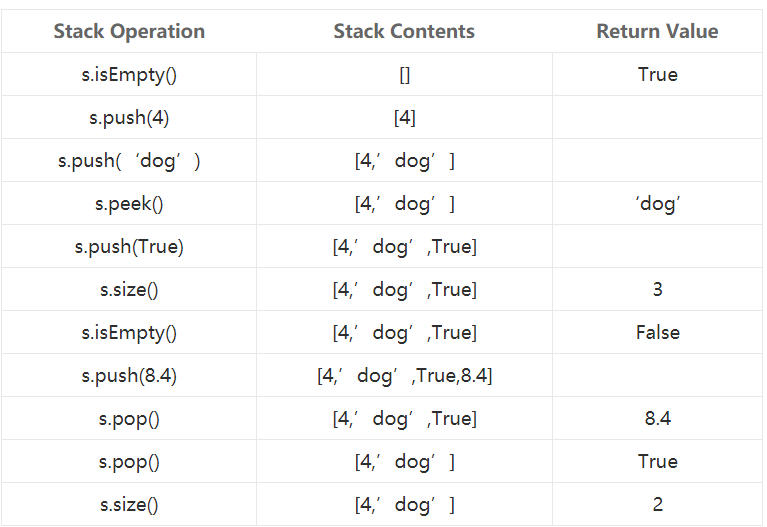 Stack Operation Stack Contents Return Value
s.isEmpty() [] True
s.push(4) [4]
s.push(‘dog’) [4,’dog’]
s.peek() [4,’dog’] ‘dog’
s.push(True) [4,’dog’,True]
s.size() [4,’dog’,True] 3
s.isEmpty() [4,’dog’,True] False
s.push(8.4) [4,’dog’,True,8.4]
s.pop() [4,’dog’,True] 8.4
s.pop() [4,’dog’] True
s.size() [4,’dog’] 2